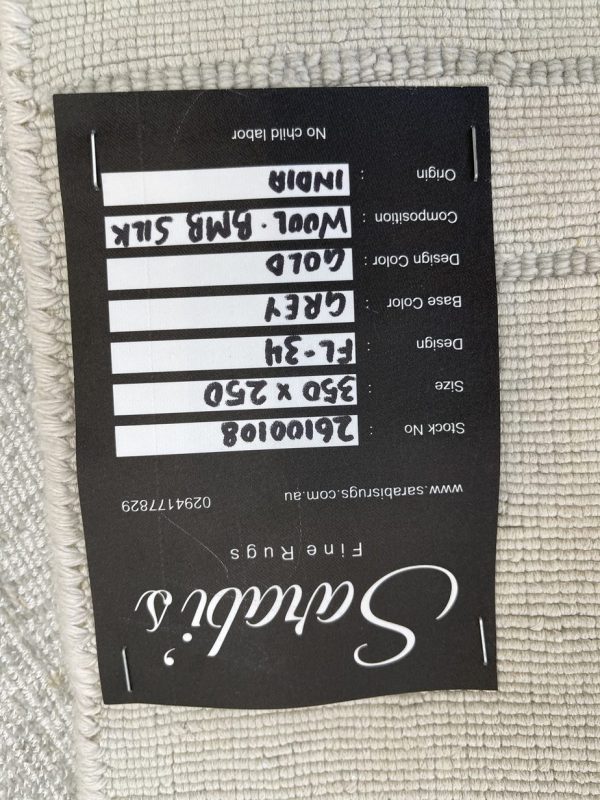 Sarabi's
Fine Rugs
www.sarabisrugs.com.au 0294177829
Stock No : 26100108
Size : 350 x 250
Design : FL-34
Base Color : GREY
Design Color : GOLD
Composition : WOOL. BMB SILK
Origin : INDIA
No child labor